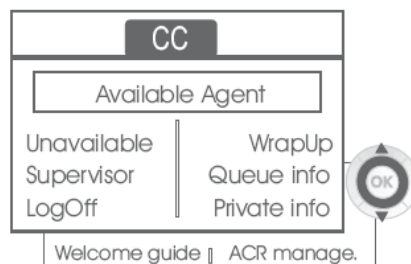 CC
Available Agent
Unavailable WrapUp
Supervisor Queue info
LogOff Private info
OK
Welcome guide ACR manage.